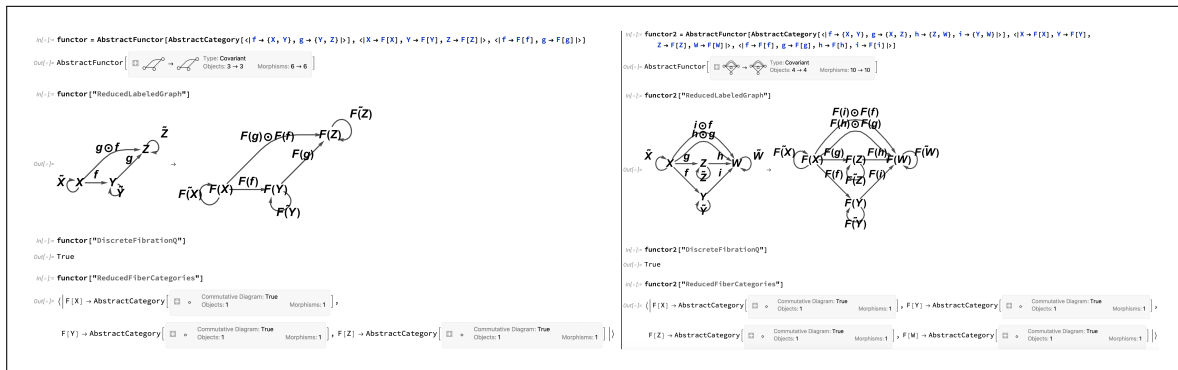 In[·]:= functor = AbstractFunctor[AbstractCategory[<|f → {X, Y}, g → {Y, Z}|>], <|X → F[X], Y → F[Y], Z → F[Z]|>, <|f → F[f], g → F[g]|>]
Out[·]= AbstractFunctor[ Type: Covariant
Objects: 3 → 3 Morphisms: 6 → 6 ]
In[·]:= functor["ReducedLabeledGraph"]
Z̃
g⊙f Z
g
Out[·]= →
X̃ X f Y
Ỹ
F(Z̃)
F(g)⊙F(f) F(Z)
F(g)
F(X̃) F(X) F(f) F(Y)
F(Ỹ)
In[·]:= functor["DiscreteFibrationQ"]
Out[·]= True
In[·]:= functor["ReducedFiberCategories"]
Out[·]= <|F[X] → AbstractCategory[ Commutative Diagram: True
Objects: 1 Morphisms: 1 ],
F[Y] → AbstractCategory[ Commutative Diagram: True
Objects: 1 Morphisms: 1 ], F[Z] → AbstractCategory[ Commutative Diagram: True
Objects: 1 Morphisms: 1 ]|>
In[·]:= functor2 = AbstractFunctor[AbstractCategory[<|f → {X, Y}, g → {X, Z}, h → {Z, W}, i → {Y, W}|>], <|X → F[X], Y → F[Y],
Z → F[Z], W → F[W]|>, <|f → F[f], g → F[g], h → F[h], i → F[i]|>]
Out[·]= AbstractFunctor[ Type: Covariant
Objects: 4 → 4 Morphisms: 10 → 10 ]
In[·]:= functor2["ReducedLabeledGraph"]
i⊙f
h⊙g
X̃ X g Z h W W̃
Out[·]= →
f Z̃ i
Y
Ỹ
F(i)⊙F(f)
F(h)⊙F(g)
F(X̃) F(X) F(g) F(Z) F(h) F(W) F(W̃)
F(f) F(Z̃) F(i)
F(Y)
F(Ỹ)
In[·]:= functor2["DiscreteFibrationQ"]
Out[·]= True
In[·]:= functor2["ReducedFiberCategories"]
Out[·]= <|F[X] → AbstractCategory[ Commutative Diagram: True
Objects: 1 Morphisms: 1 ], F[Y] → AbstractCategory[ Commutative Diagram: True
Objects: 1 Morphisms: 1 ],
F[Z] → AbstractCategory[ Commutative Diagram: True
Objects: 1 Morphisms: 1 ], F[W] → AbstractCategory[ Commutative Diagram: True
Objects: 1 Morphisms: 1 ]|>